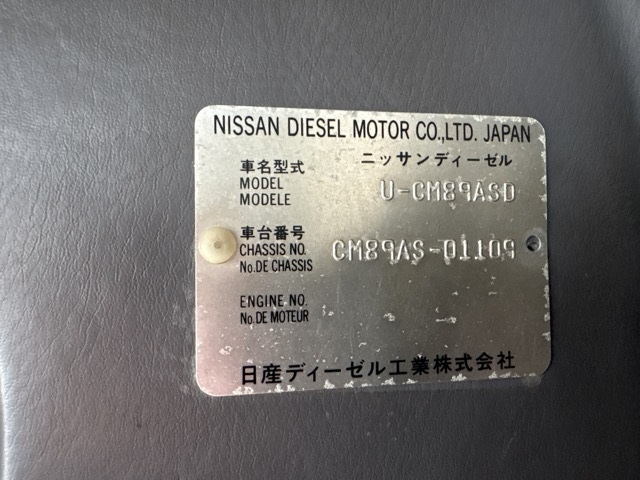 NISSAN DIESEL MOTOR CO.,LTD. JAPAN
車名型式 ニッサンディーゼル
MODEL U-CM89ASD
MODELE
車台番号
CHASSIS NO. CM89AS-01109
No.DE CHASSIS
ENGINE NO.
No.DE MOTEUR
日産ディーゼル工業株式会社